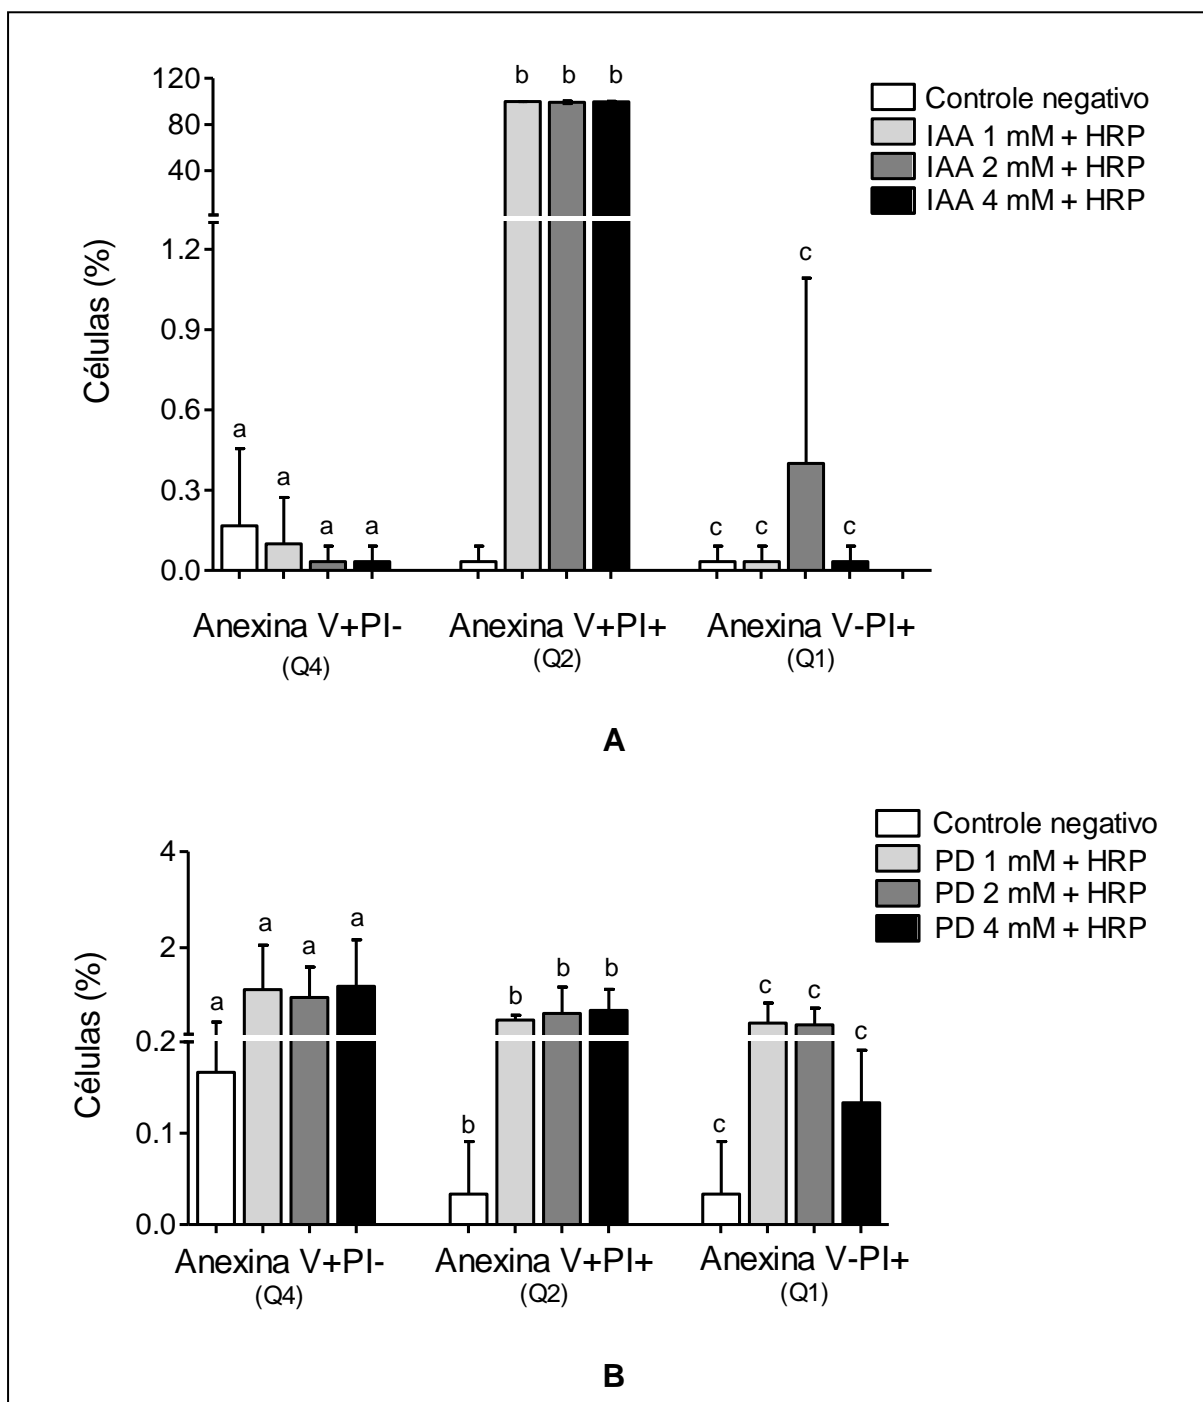 b b b
120
80
40
Controle negativo
IAA 1 mM + HRP
IAA 2 mM + HRP
IAA 4 mM + HRP
Células (%)
1.2
0.9
0.6
0.3
0.0
c
a
a
a a
c c c
Anexina V+PI-
(Q4)
Anexina V+PI+
(Q2)
Anexina V-PI+
(Q1)
A
Controle negativo
PD 1 mM + HRP
PD 2 mM + HRP
PD 4 mM + HRP
Células (%)
4
2
0.2
0.1
0.0
a a a a
b b b b
c c c c
Anexina V+PI-
(Q4)
Anexina V+PI+
(Q2)
Anexina V-PI+
(Q1)
B